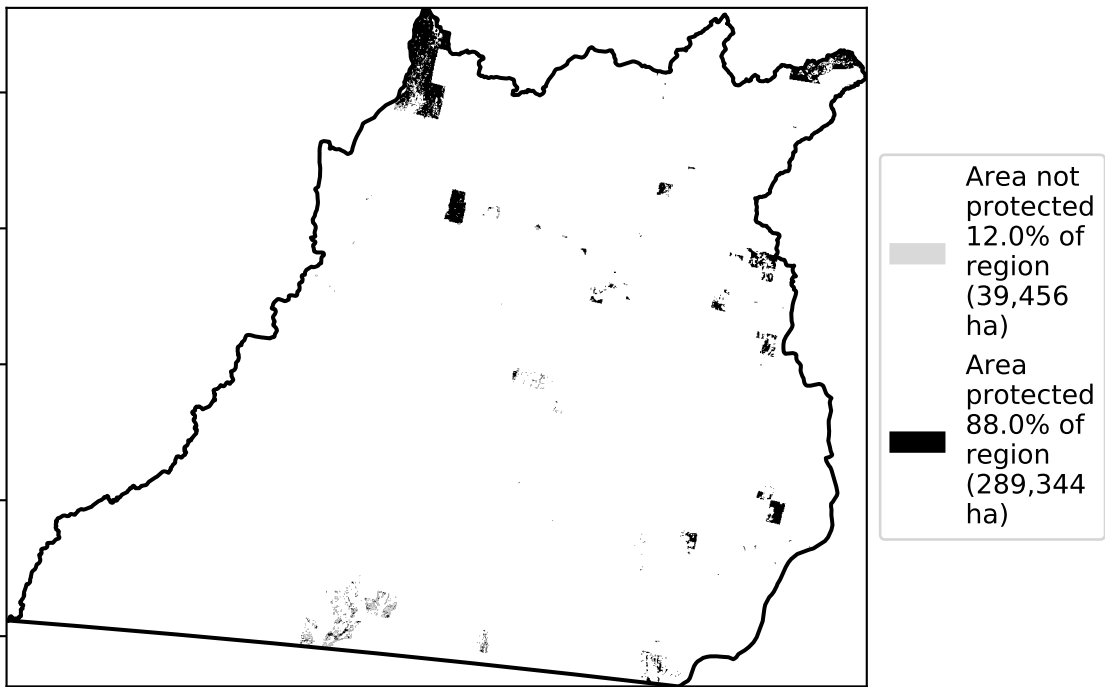 Area not
protected
12.0% of
region
(39,456
ha)
Area
protected
88.0% of
region
(289,344
ha)